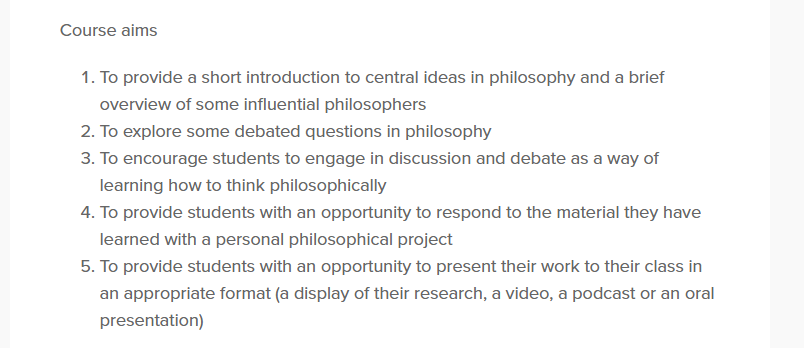 Course aims
1. To provide a short introduction to central ideas in philosophy and a brief
overview of some influential philosophers
2. To explore some debated questions in philosophy
3. To encourage students to engage in discussion and debate as a way of
learning how to think philosophically
4. To provide students with an opportunity to respond to the material they have
learned with a personal philosophical project
5. To provide students with an opportunity to present their work to their class in
an appropriate format (a display of their research, a video, a podcast or an oral
presentation)